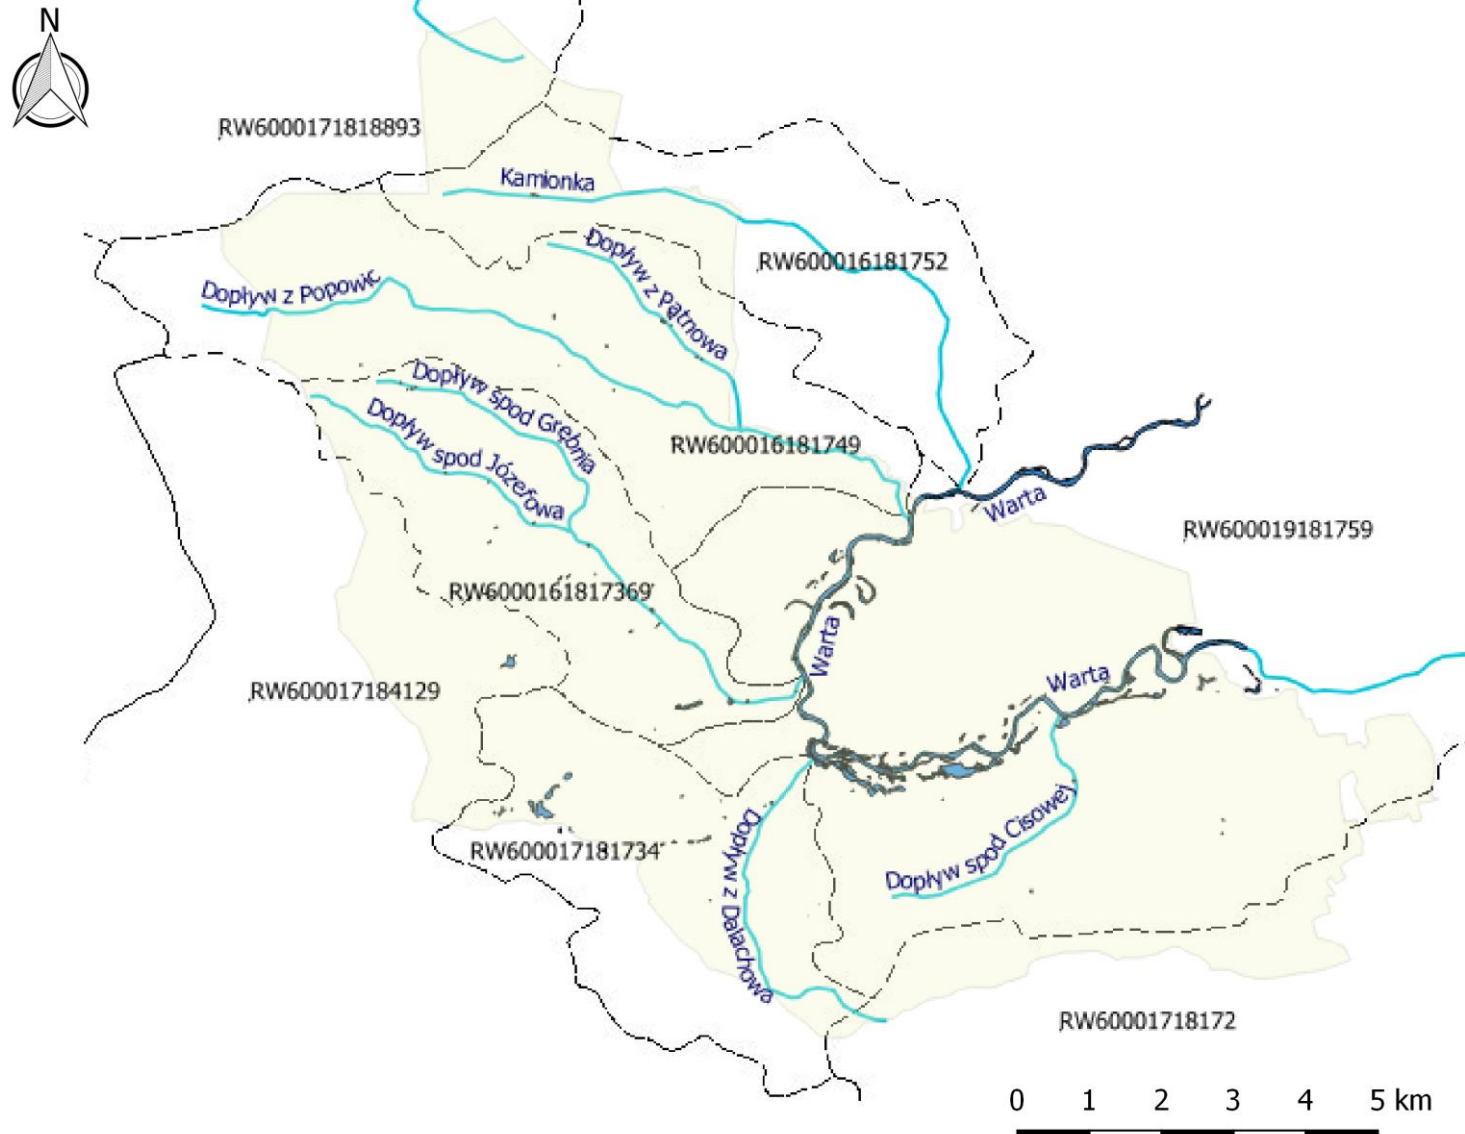 N
RW6000171818893
Kamionka
Dopływ z Pątnowa
RW600016181752
Dopływ z Popowic
Dopływ spod Grębnia
Dopływ spod Józefowa
RW600016181749
Warta
RW600019181759
RW6000161817369
Warta
RW600017184129
Warta
RW600017181734
Dopływ z Dalachowa
Dopływ spod Cisowej
RW60001718172
0 1 2 3 4 5 km